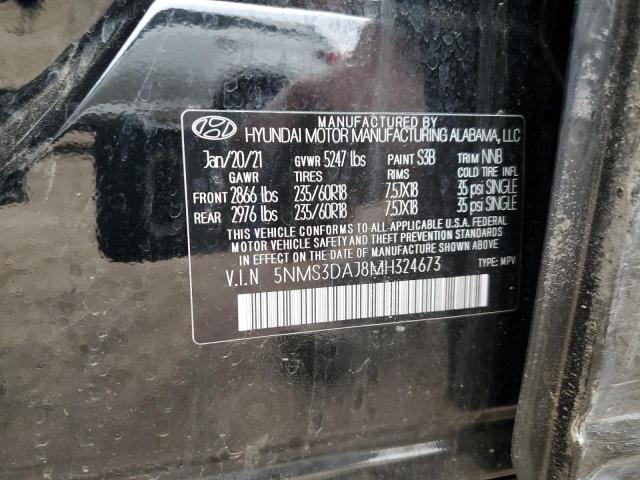 MANUFACTURED BY
HYUNDAI MOTOR MANUFACTURING ALABAMA, LLC
Jan/20/21 GVWR 5247 lbs PAINT S3B TRIM NNB
GAWR TIRES RIMS COLD TIRE INFL
FRONT 2866 lbs 235/60R18 7.5JX18 35 psi SINGLE
REAR 2976 lbs 235/60R18 7.5JX18 35 psi SINGLE
THIS VEHICLE CONFORMS TO ALL-APPLICABLE U.S.A. FEDERAL
MOTOR VEHICLE SAFETY AND THEFT PREVENTION STANDARDS
IN EFFECT ON THE DATE OF MANUFACTURE SHOWN ABOVE.
V.I.N 5NMS3DAJ8MH324673 TYPE: MPV